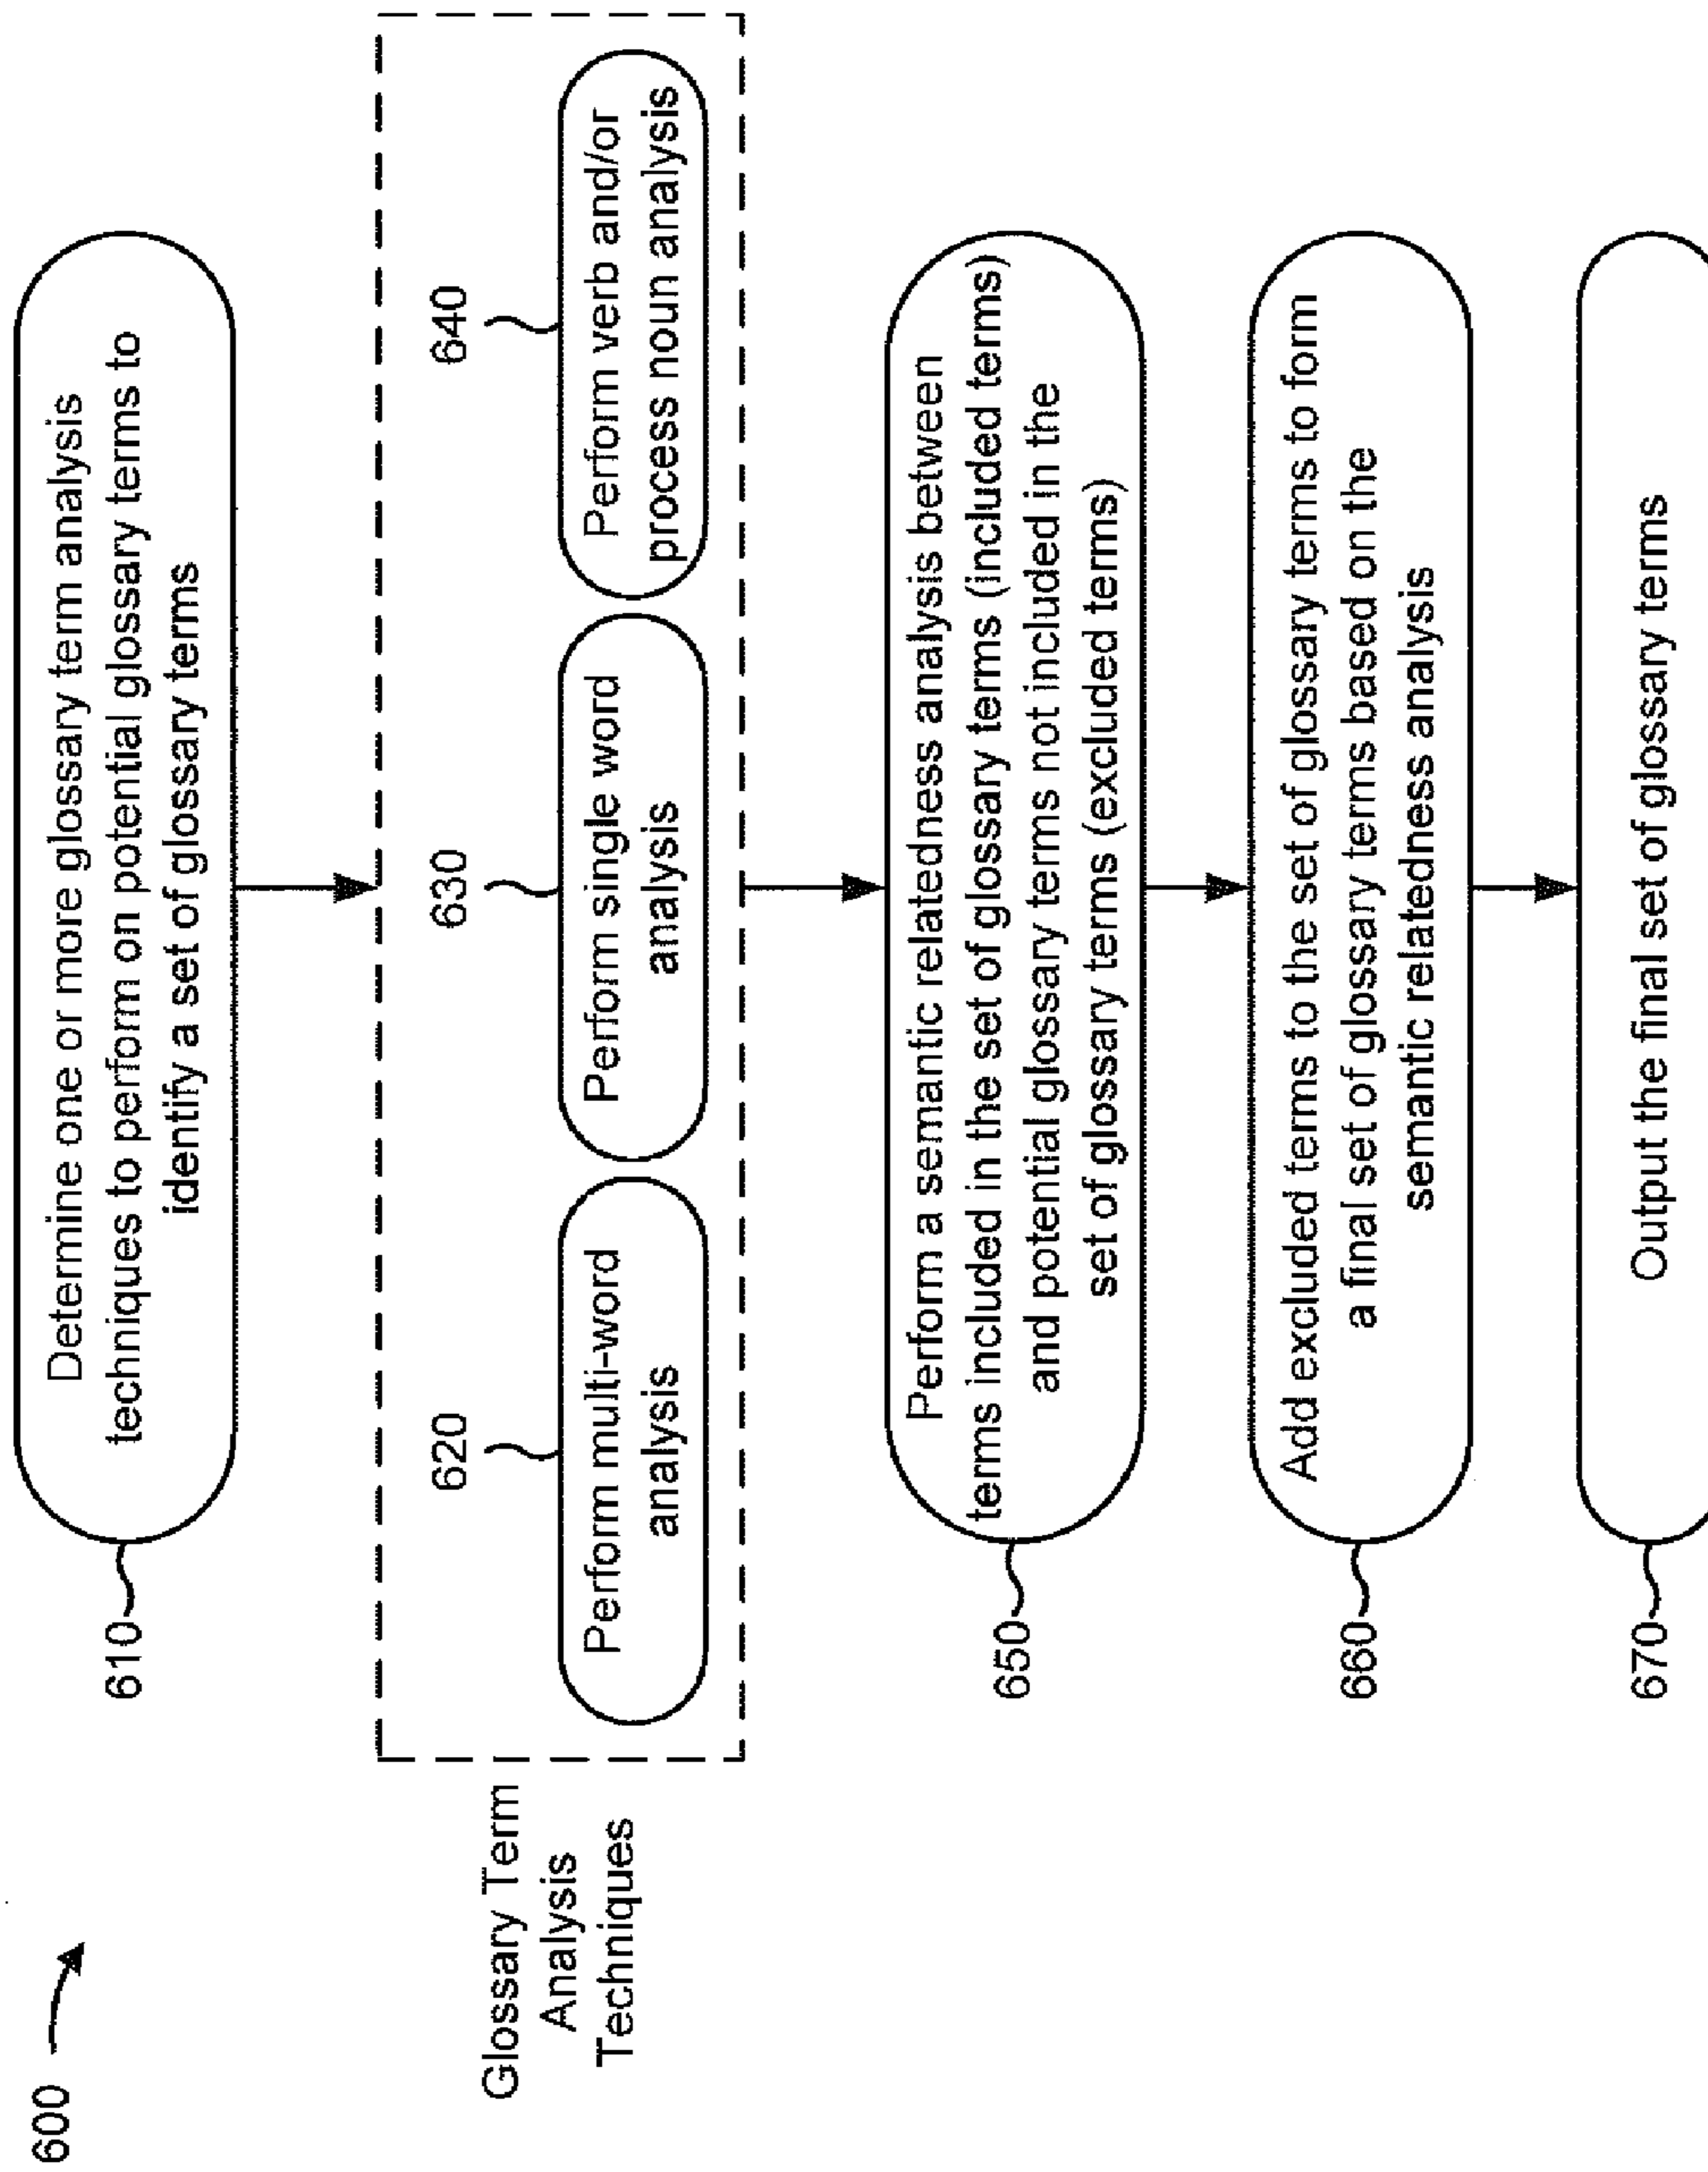 600
610
Determine one or more glossary term analysis
techniques to perform on potential glossary terms to
identify a set of glossary terms
Glossary Term
Analysis
Techniques
620
Perform multi-word
analysis
630
Perform single word
analysis
640
Perform verb and/or
process noun analysis
650
Perform a semantic relatedness analysis between
terms included in the set of glossary terms (included terms)
and potential glossary terms not included in the
set of glossary terms (excluded terms)
660
Add excluded terms to the set of glossary terms to form
a final set of glossary terms based on the
semantic relatedness analysis
670
Output the final set of glossary terms